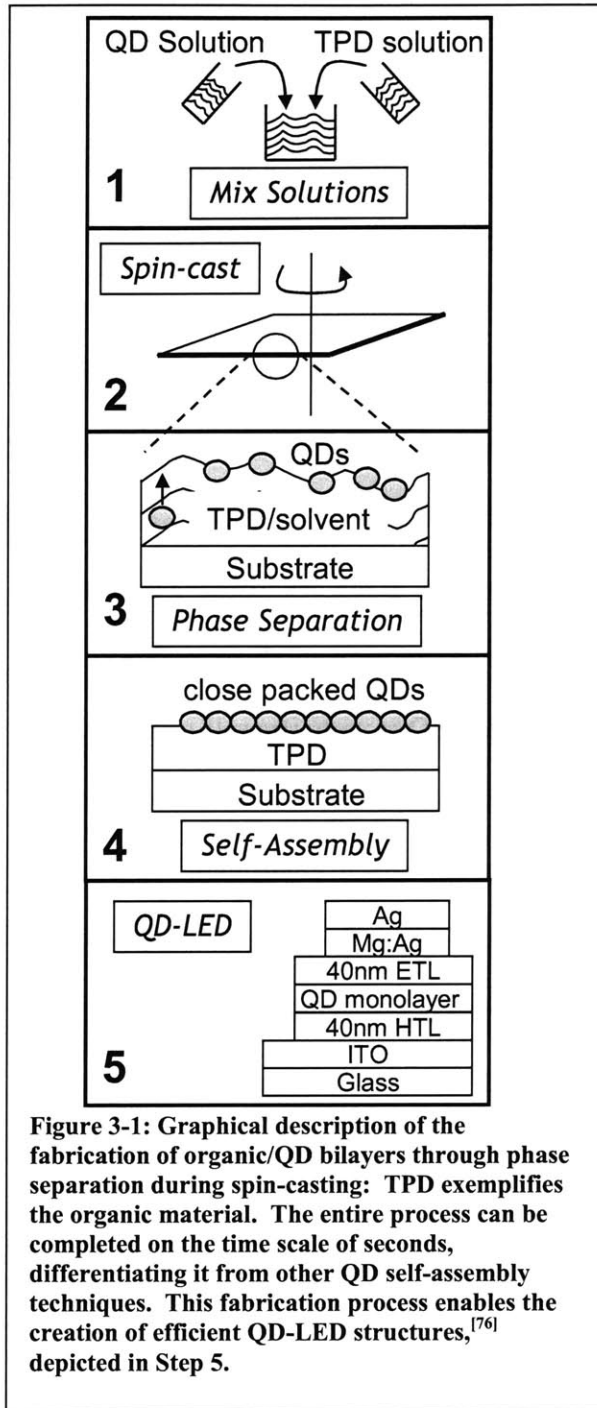 QD Solution TPD solution
1
Mix Solutions
Spin-cast
2
QDs
TPD/solvent
Substrate
3
Phase Separation
close packed QDs
TPD
Substrate
4
Self-Assembly
QD-LED
Ag
Mg:Ag
40nm ETL
QD monolayer
40nm HTL
ITO
Glass
5
Figure 3-1: Graphical description of the
fabrication of organic/QD bilayers through phase
separation during spin-casting: TPD exemplifies
the organic material. The entire process can be
completed on the time scale of seconds,
differentiating it from other QD self-assembly
techniques. This fabrication process enables the
creation of efficient QD-LED structures,[76]
depicted in Step 5.